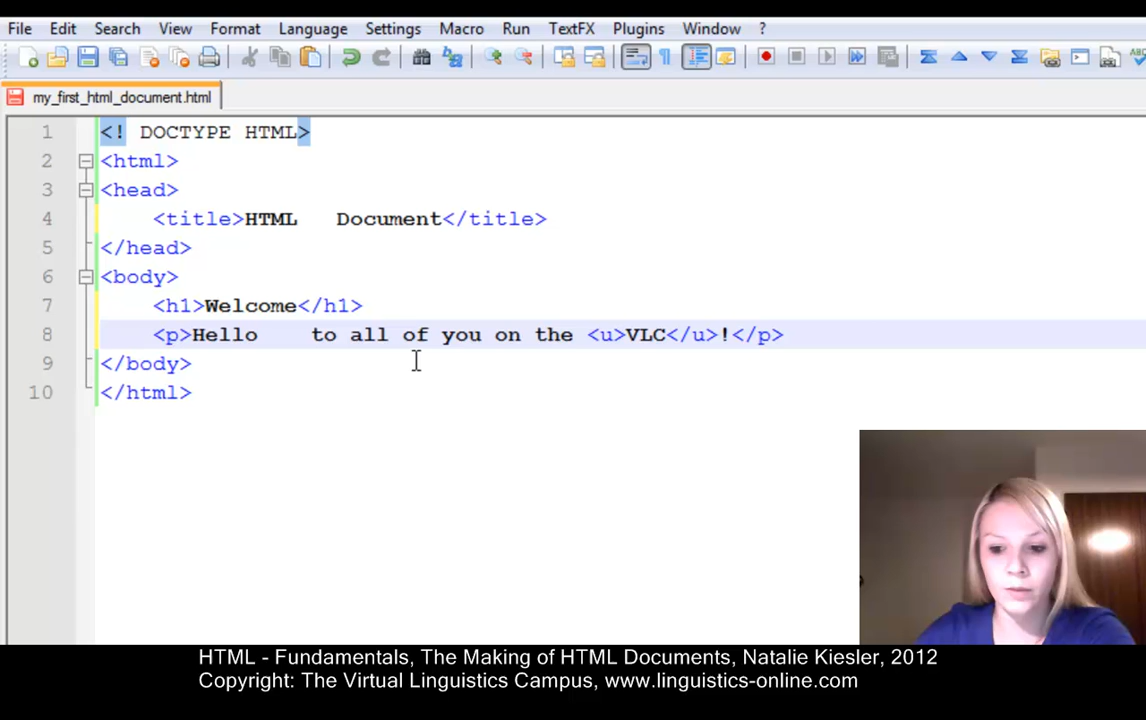 File Edit Search View Format Language Settings Macro Run TextFX Plugins Window ?
my_first_html_document.html
1 <! DOCTYPE HTML>
2 <html>
3 <head>
4 <title>HTML   Document</title>
5 </head>
6 <body>
7 <h1>Welcome</h1>
8 <p>Hello    to all of you on the <u>VLC</u>!</p>
9 </body>
10 </html>
HTML - Fundamentals, The Making of HTML Documents, Natalie Kiesler, 2012
Copyright: The Virtual Linguistics Campus, www.linguistics-online.com